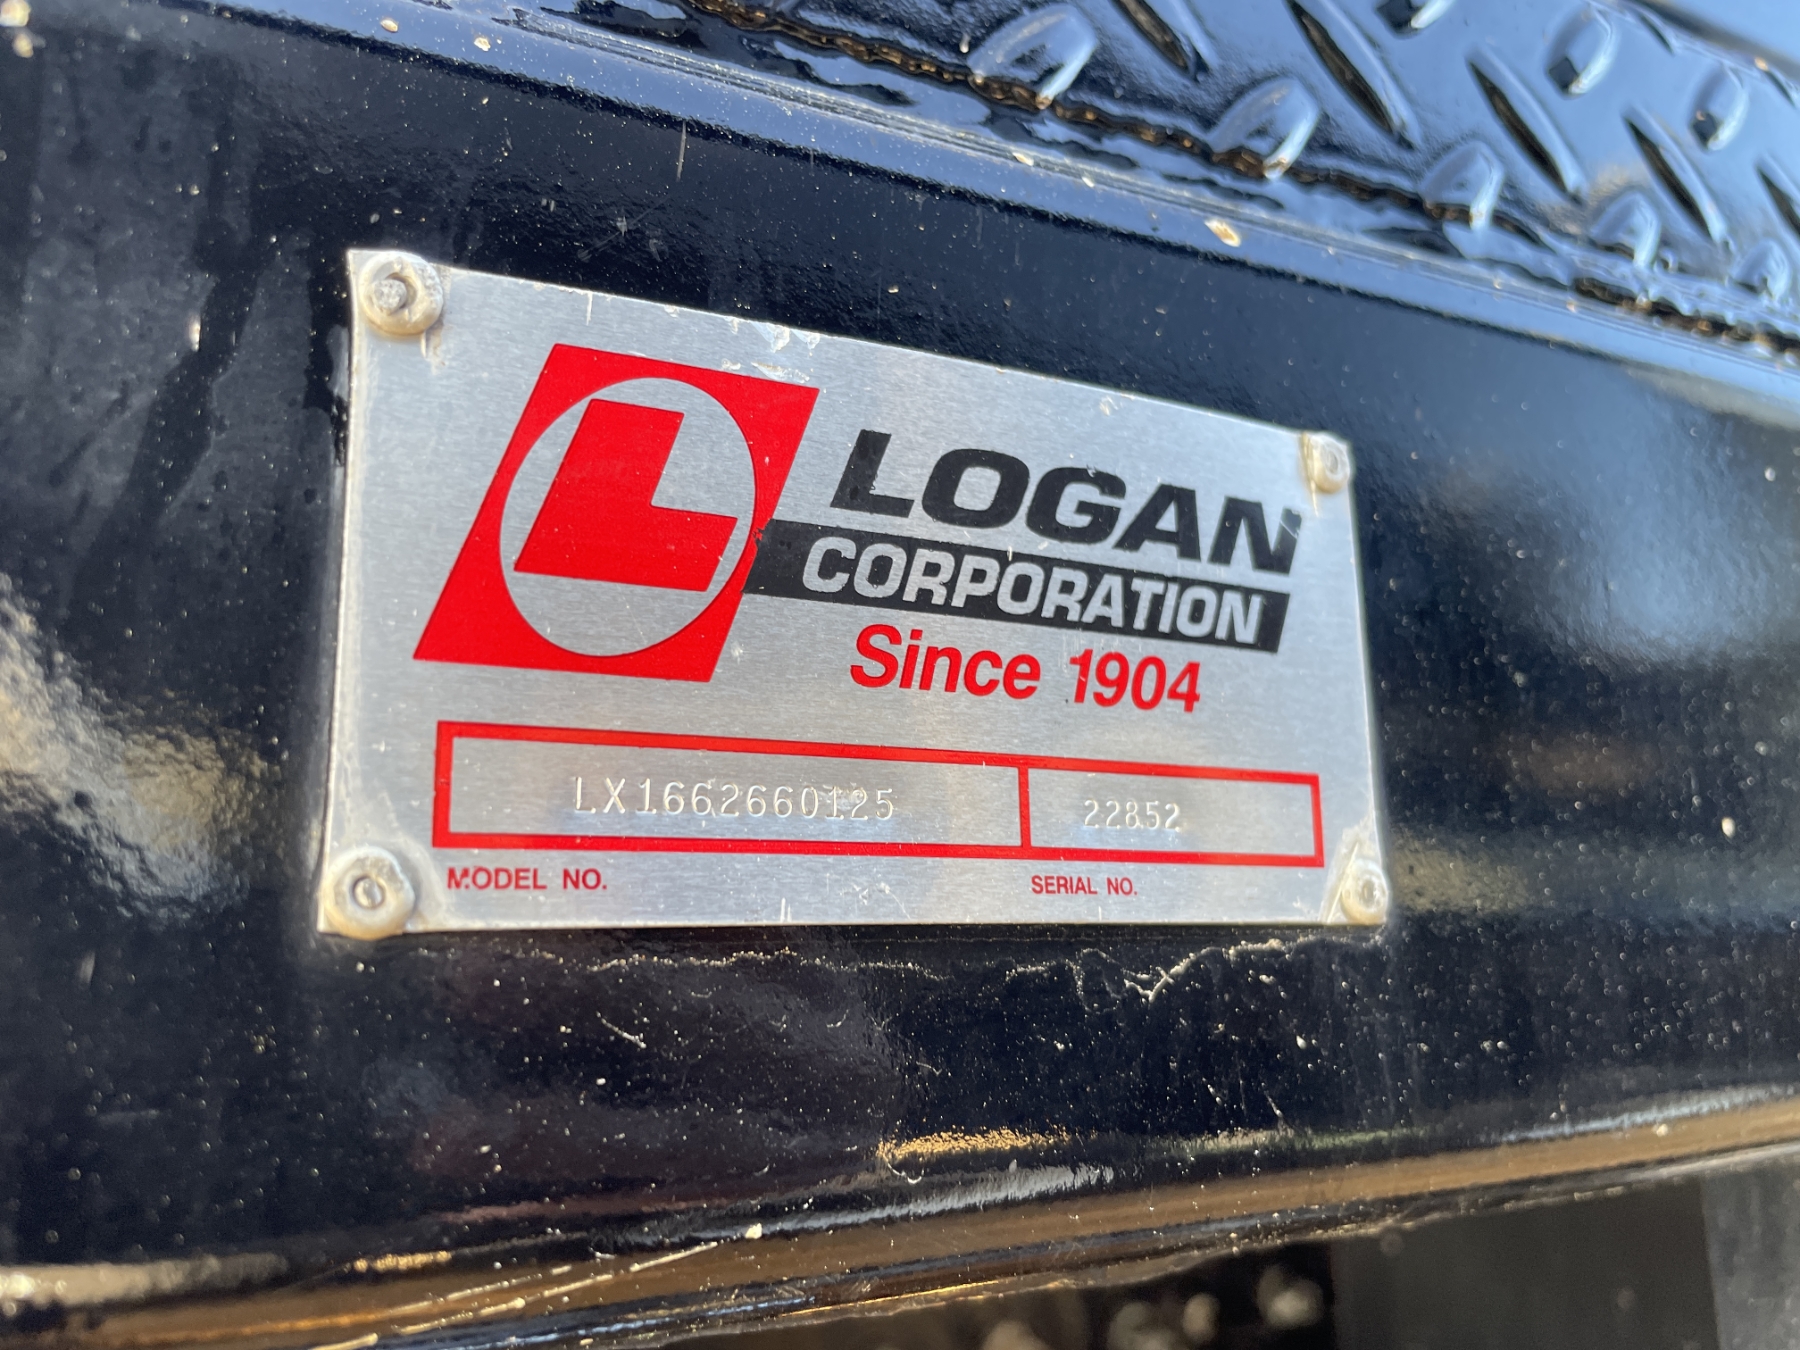 L
LOGAN
CORPORATION
Since 1904
LX1662660125 22852
MODEL NO. SERIAL NO.